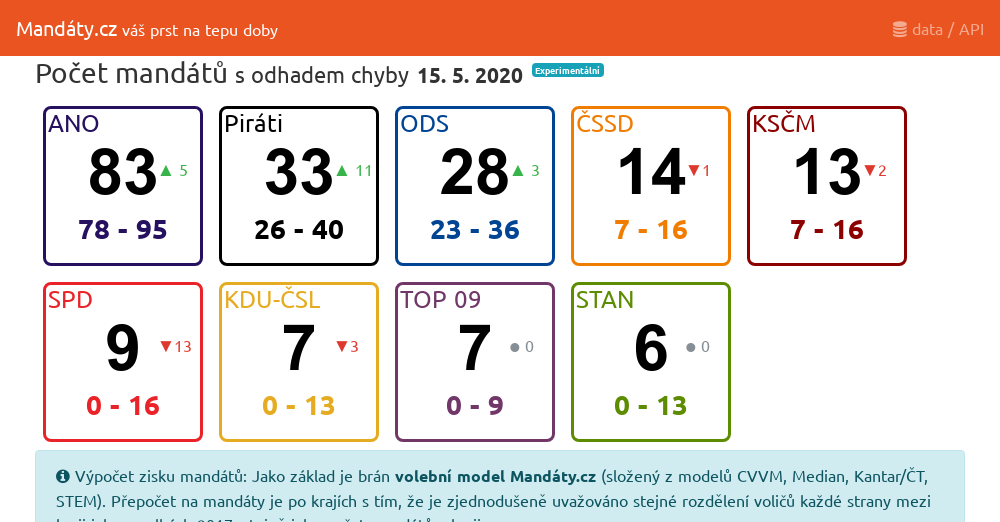 Mandáty.cz váš prst na tepu doby
data / API
Počet mandátů s odhadem chyby 15. 5. 2020 Experimentální
ANO
83 ▲ 5
78 - 95
Piráti
33 ▲ 11
26 - 40
ODS
28 ▲ 3
23 - 36
ČSSD
14 ▼1
7 - 16
KSČM
13 ▼2
7 - 16
SPD
9 ▼13
0 - 16
KDU-ČSL
7 ▼3
0 - 13
TOP 09
7 ● 0
0 - 9
STAN
6 ● 0
0 - 13
Výpočet zisku mandátů: Jako základ je brán volební model Mandáty.cz (složený z modelů CVVM, Median, Kantar/ČT,
STEM). Přepočet na mandáty je po krajích s tím, že je zjednodušeně uvažováno stejné rozdělení voličů každé strany mezi